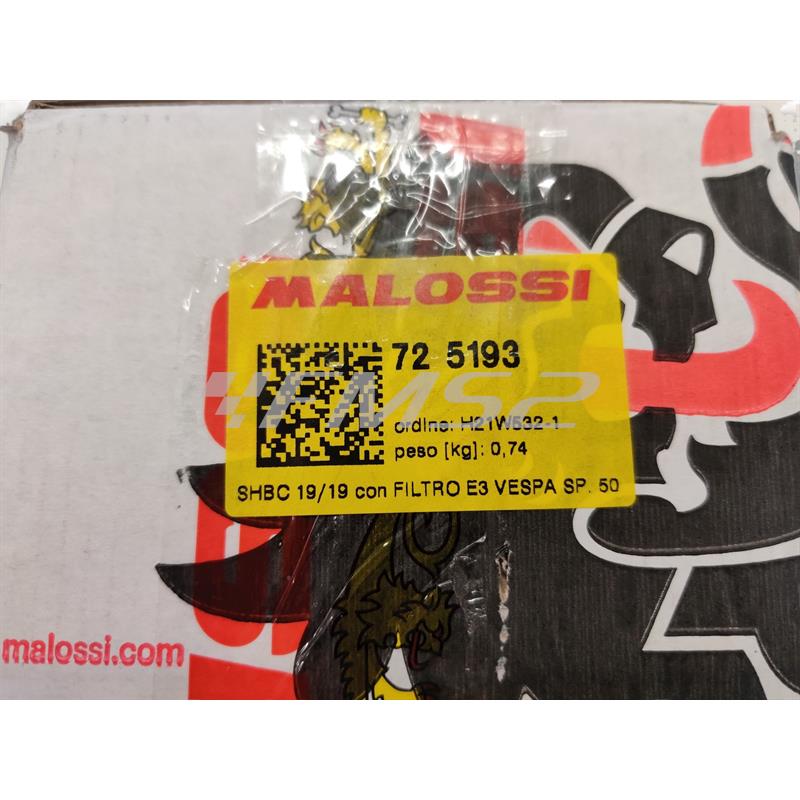 MALOSSI
72 5193
FMS2
ordine: H21W532-1
peso [kg]: 0,74
SHBC 19/19 con FILTRO E3 VESPA SP. 50
malossi.com